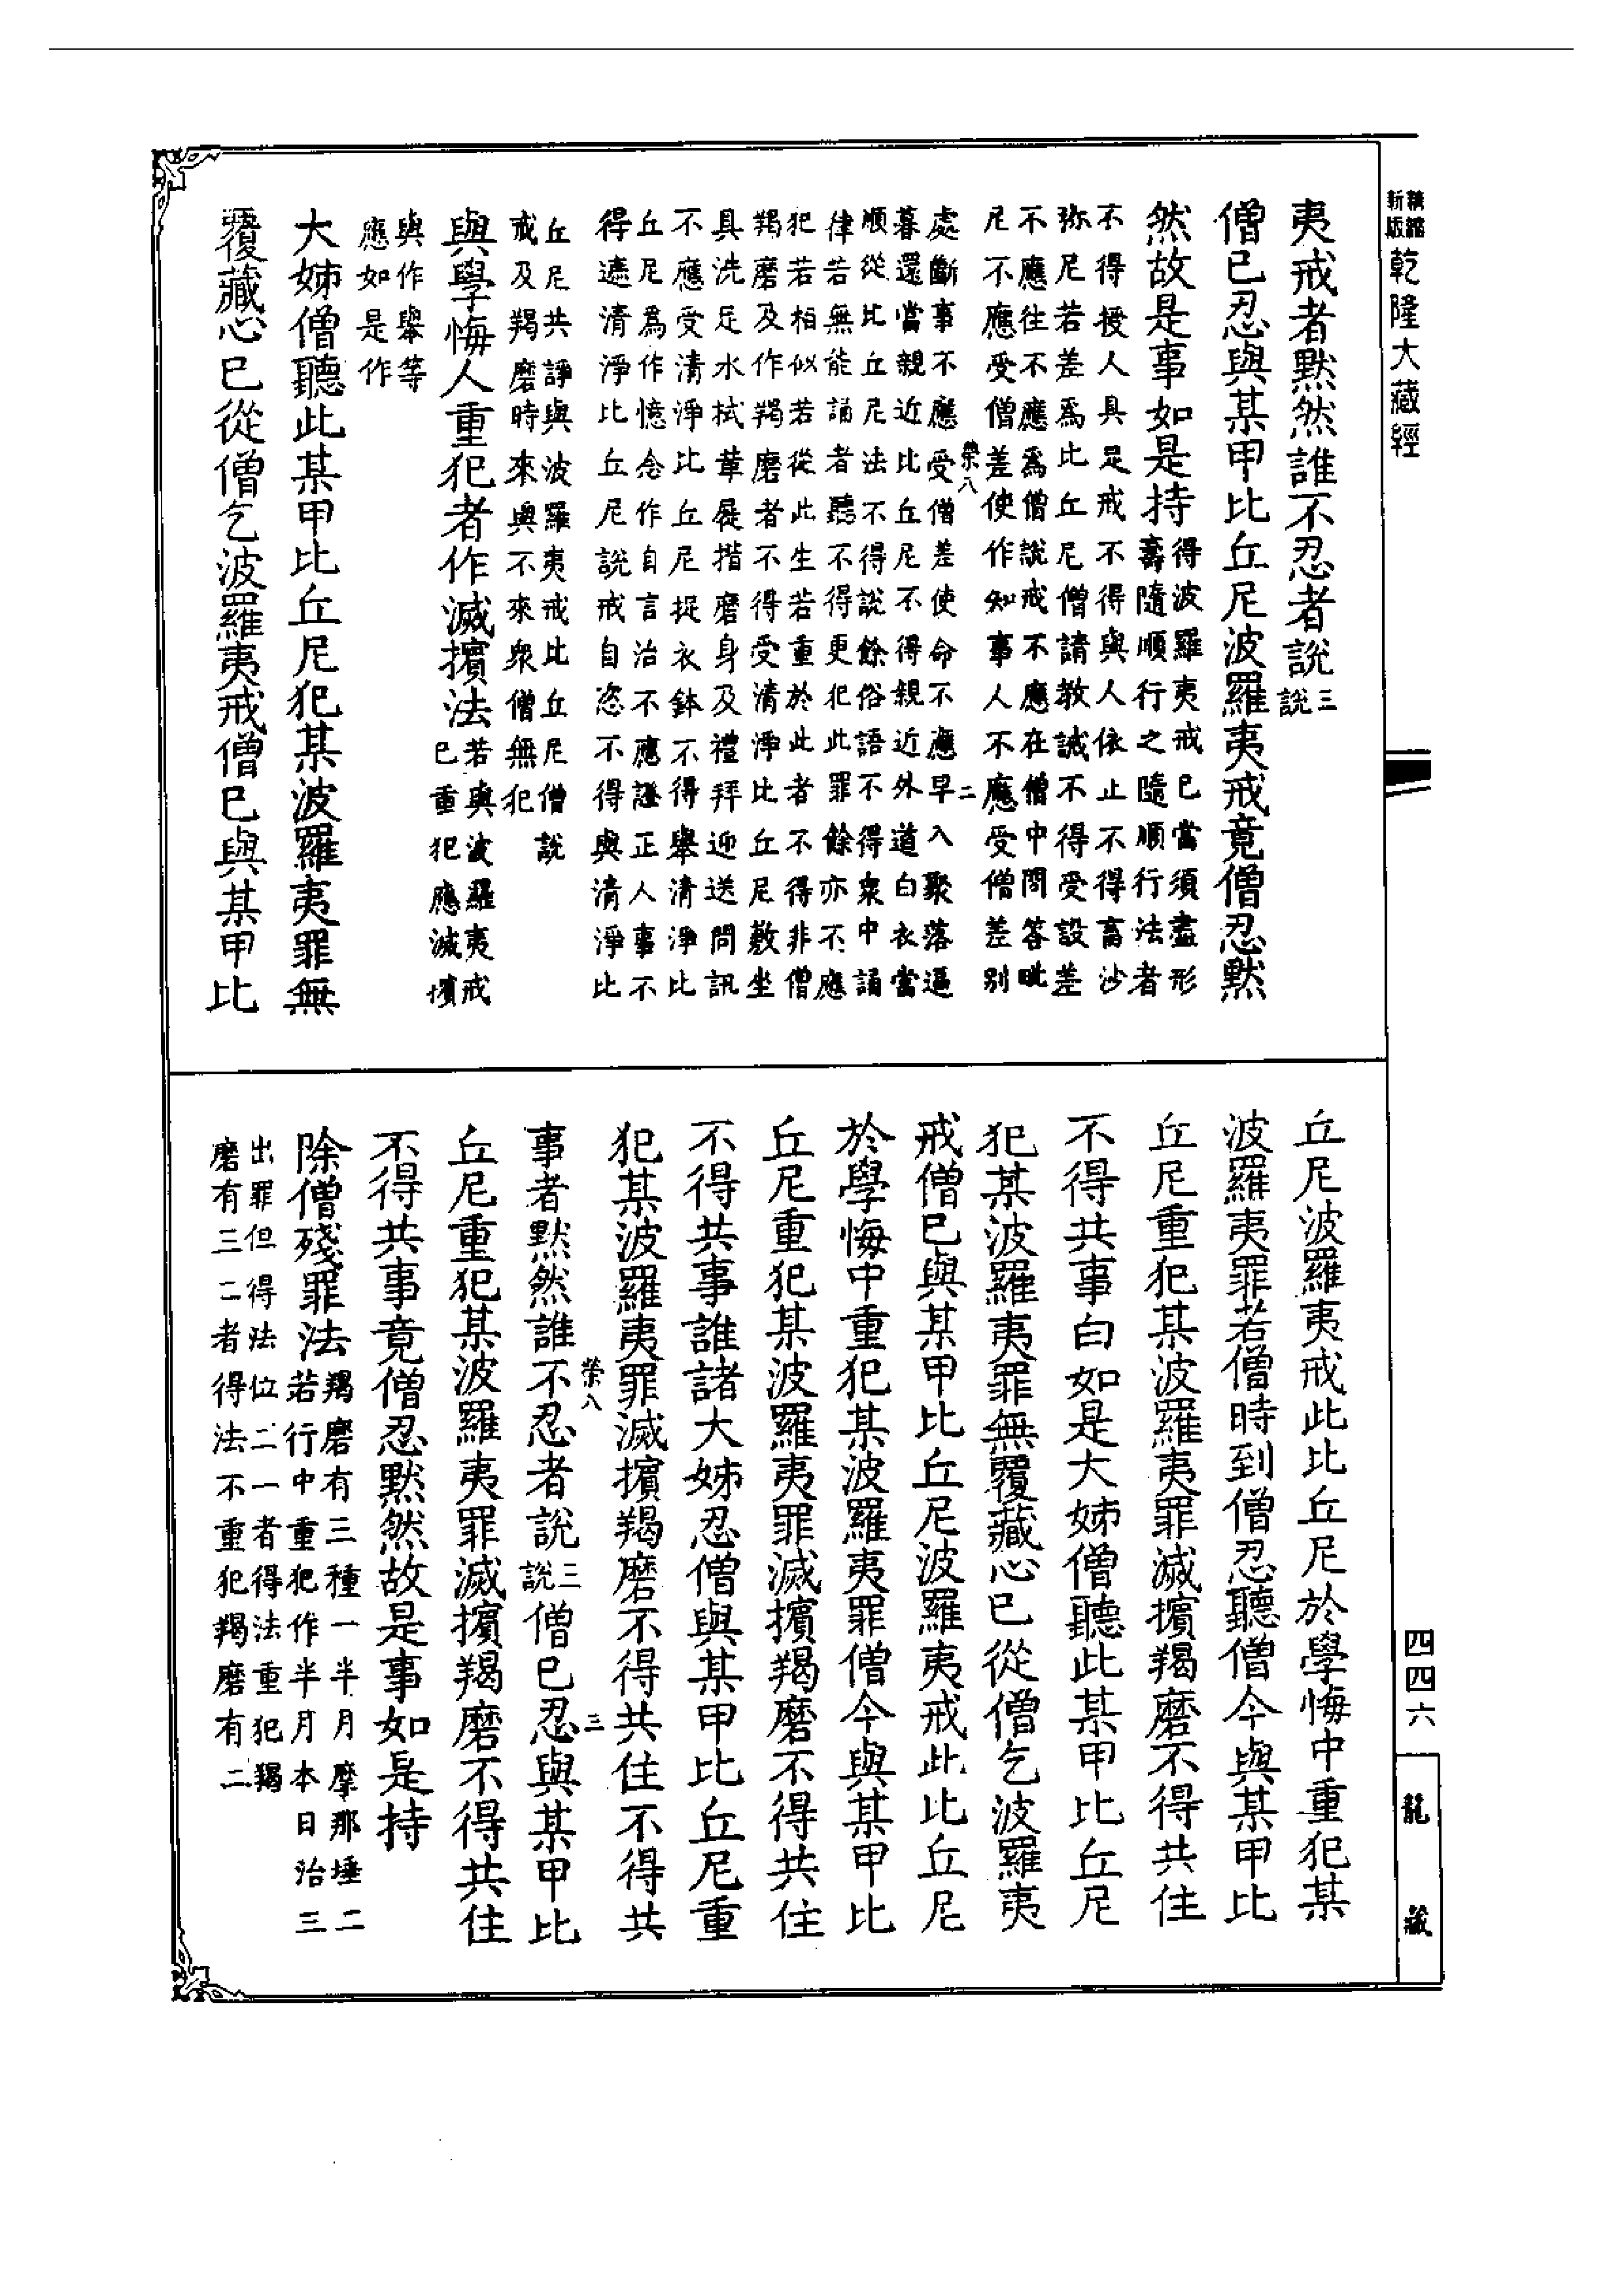 精縮新版乾隆大藏經
夷戒者默然誰不忍者說三說
僧已忍與某甲比丘尼波羅夷戒竟僧忍默
然故是事如是持得波羅夷戒已當須盡形
壽隨順行之隨順行法者
不得授人具足戒不得與人依止不得畜沙
弥尼若差為比丘尼僧請教誡不得受設差
不應往不應為僧說戒不應在僧中問答毗
尼不應受僧差使作知事人不應受僧差別
榮八 二
處斷事不應受僧差使命不應早入聚落逼
暮還當親近比丘尼不得親近外道白衣當
順從比丘尼法不得說餘俗語不得衆中誦
律若無能誦者聽不得更犯此罪餘亦不應
犯若相似若從此生若重於此者不得非僧
羯磨及作羯磨者不得受清淨比丘尼敷坐
具洗足水拭革屣揩磨身及禮拜迎送問訊
不應受清淨比丘尼捉衣鉢不得舉清淨比
丘尼為作憶念作自言治不應證正人事不
得遮清淨比丘尼說戒自恣不得與清淨比
丘尼共諍與波羅夷戒比丘尼僧說
戒及羯磨時來與不來衆僧無犯
與學悔人重犯者作滅擯法若與波羅夷戒
已重犯應滅擯
與作舉等
應如是作
大姊僧聽此某甲比丘尼犯某波羅夷罪無
覆藏心已從僧乞波羅夷戒僧已與某甲比
丘尼波羅夷戒此比丘尼於學悔中重犯某
波羅夷罪若僧時到僧忍聽僧今與某甲比
丘尼重犯某波羅夷罪滅擯羯磨不得共住
不得共事白如是大姊僧聽此某甲比丘尼
犯某波羅夷罪無覆藏心已從僧乞波羅夷
戒僧已與某甲比丘尼波羅夷戒此比丘尼
於學悔中重犯某波羅夷罪僧今與某甲比
丘尼重犯某波羅夷罪滅擯羯磨不得共住
不得共事誰諸大姊忍僧與某甲比丘尼重
犯某波羅夷罪滅擯羯磨不得共住不得共
榮八 三
事者默然誰不忍者說三說僧已忍與某甲比
丘尼重犯某波羅夷罪滅擯羯磨不得共住
不得共事竟僧忍默然故是事如是持
除僧殘罪法羯磨有三種一半月摩那埵二
若行中重犯作半月本日治三
出罪但得法位二一者得法重犯羯
磨有三二者得法不重犯羯磨有二
四四六
龍藏